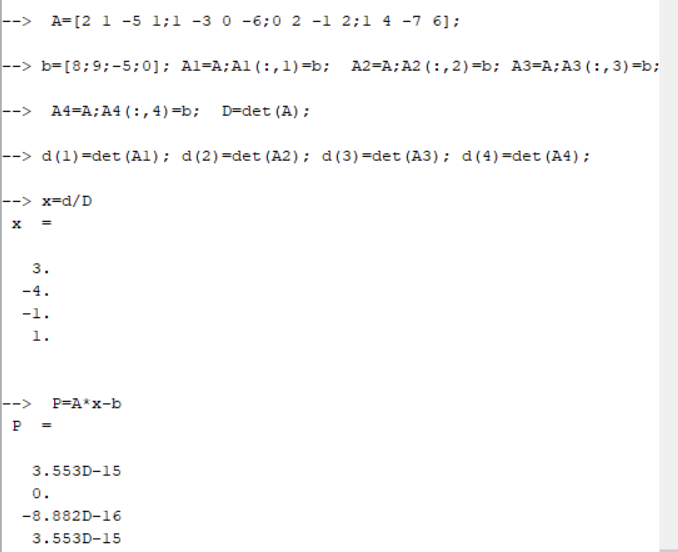 -->  A=[2 1 -5 1;1 -3 0 -6;0 2 -1 2;1 4 -7 6];
--> b=[8;9;-5;0]; A1=A;A1(:,1)=b;  A2=A;A2(:,2)=b; A3=A;A3(:,3)=b;
-->  A4=A;A4(:,4)=b;  D=det(A);
--> d(1)=det(A1); d(2)=det(A2); d(3)=det(A3); d(4)=det(A4);
--> x=d/D
x  =
3.
-4.
-1.
1.
-->  P=A*x-b
P  =
3.553D-15
0.
-8.882D-16
3.553D-15